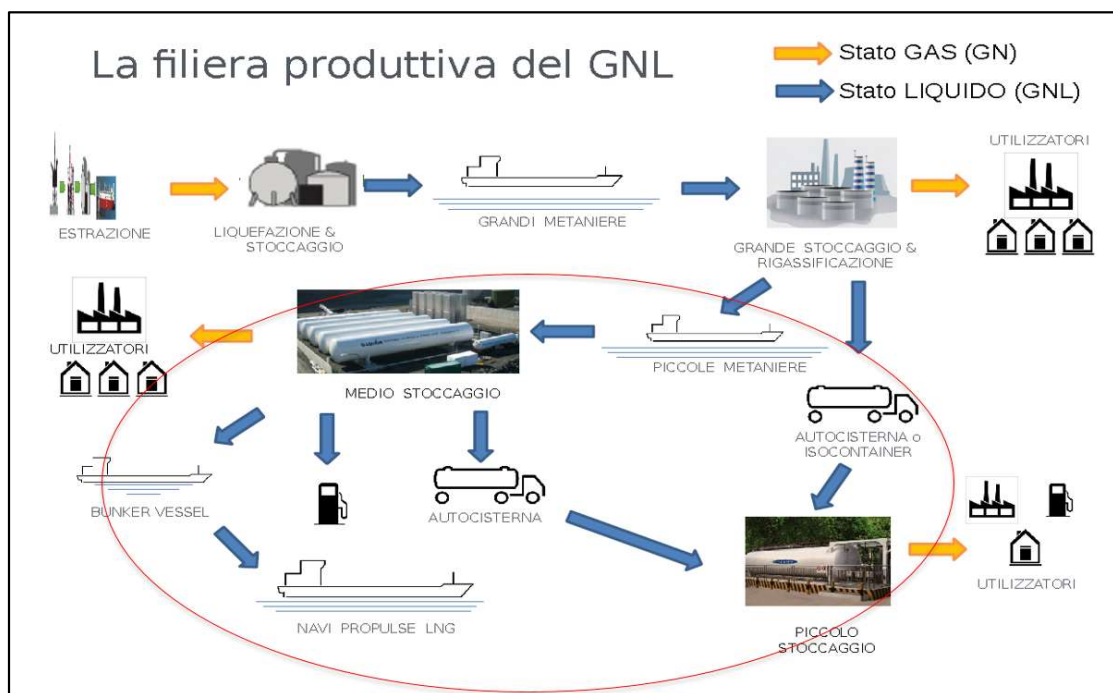 La filiera produttiva del GNL
Stato GAS (GN)
Stato LIQUIDO (GNL)
UTILIZZATORI
ESTRAZIONE
LIQUEFAZIONE &
STOCCAGGIO
GRANDI METANIERE
GRANDE STOCCAGGIO &
RIGASSIFICAZIONE
UTILIZZATORI
MEDIO STOCCAGGIO
PICCOLE METANIERE
AUTOCISTERNA o
ISOCONTAINER
BUNKER VESSEL
AUTOCISTERNA
NAVI PROPULSE LNG
PICCOLO
STOCCAGGIO
UTILIZZATORI